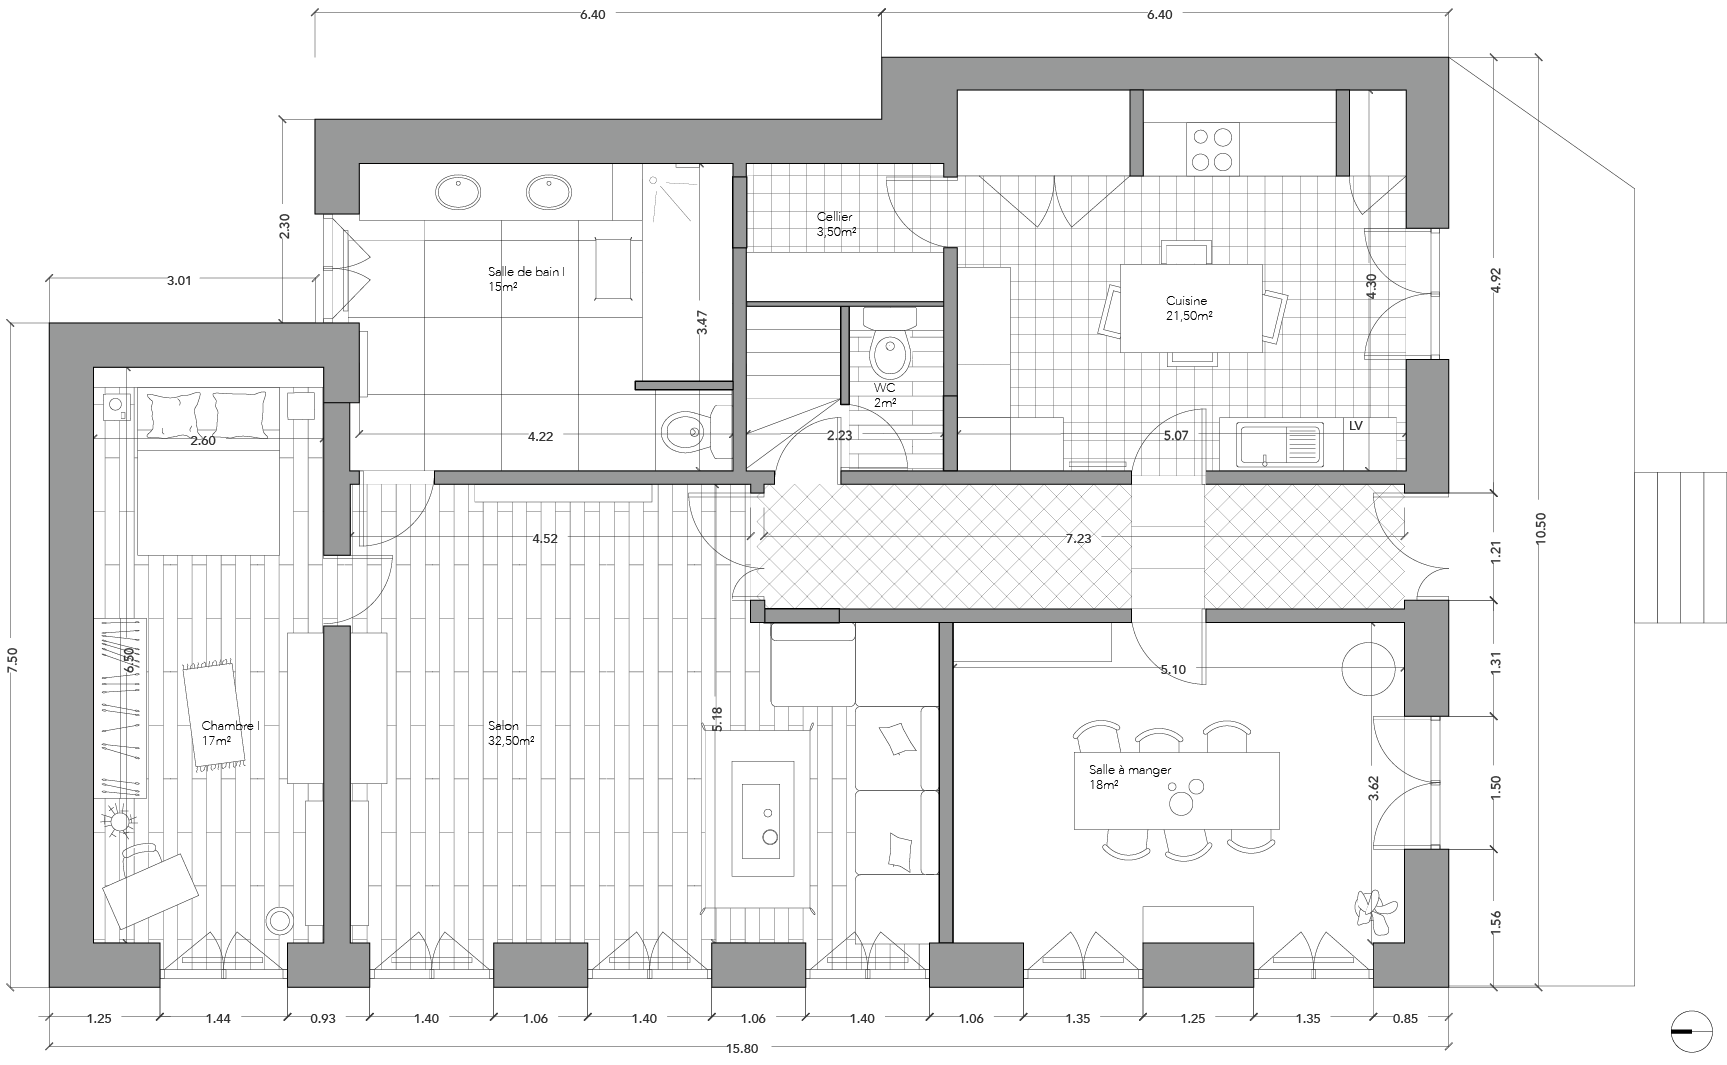 6.40
6.40
2.30
3.01
Cellier
3,50m²
Salle de bain I
15m²
4.30
4.92
Cuisine
21,50m²
3.47
WC
2m²
LV
2.60
4.22
2.23
5.07
4.52
7.23
10.50
1.21
7.50
6.50
5.10
1.31
5.18
Chambre I
17m²
Salon
32,50m²
Salle à manger
18m²
3.62
1.50
1.56
1.25
1.44
0.93
1.40
1.06
1.40
1.06
1.40
1.06
1.35
1.25
1.35
0.85
15.80